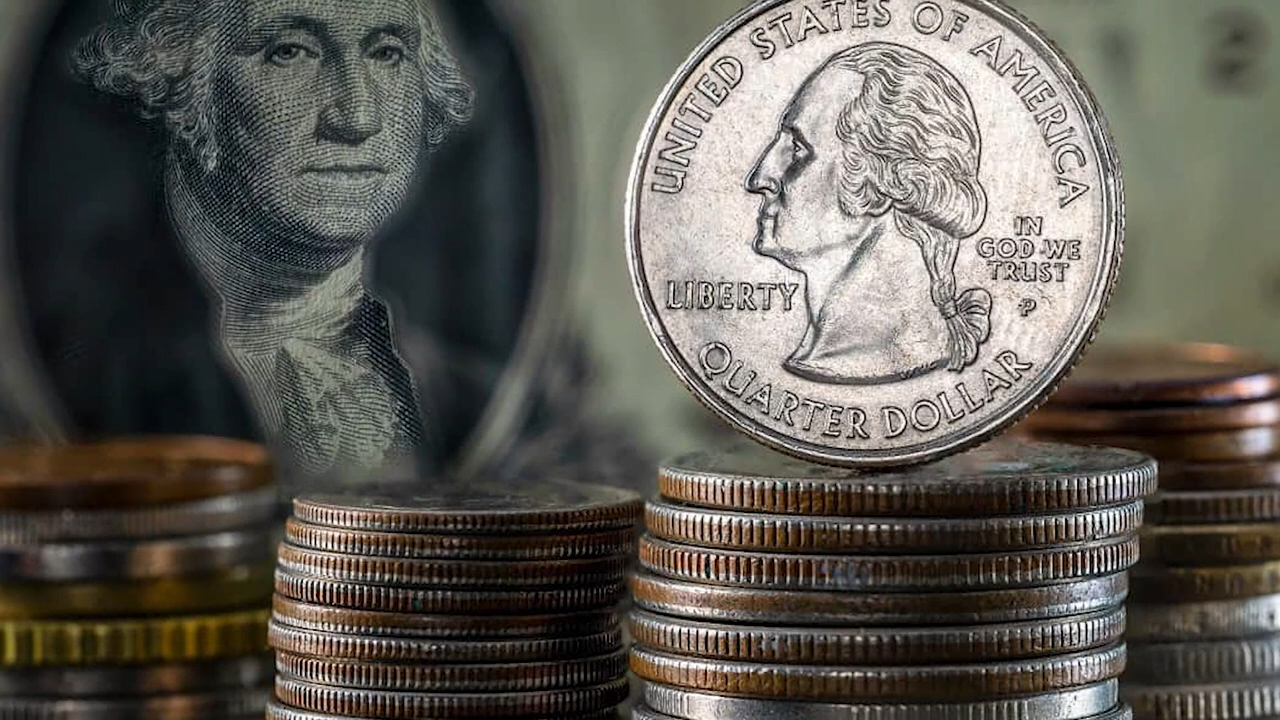 UNITED STATES OF AMERICA
LIBERTY
IN
GOD WE
TRUST
P
QUARTER DOLLAR